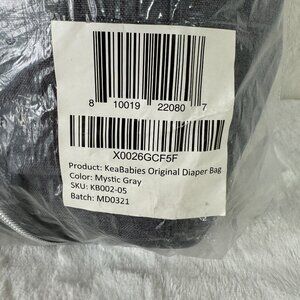 8 10019 22080 7
X0026GCF5F
Product: KeaBabies Original Diaper Bag
Color: Mystic Gray
SKU: KB002-05
Batch: MD0321